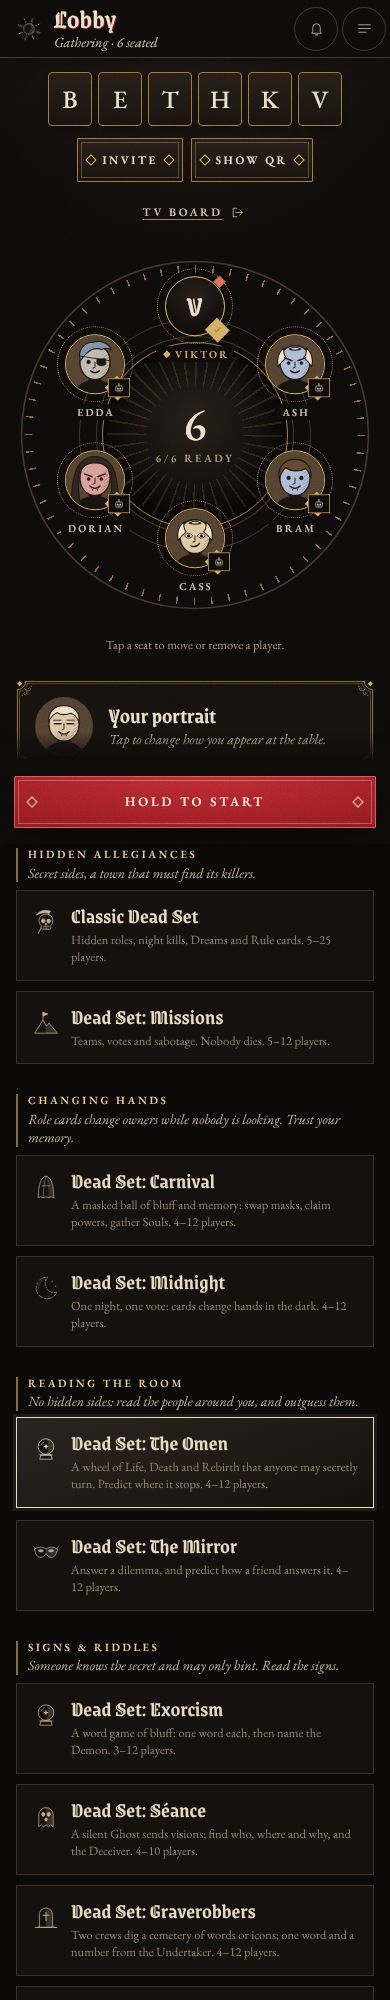 Lobby
Gathering · 6 seated
B E T H K V
INVITE
SHOW QR
TV BOARD
V
VIKTOR
EDDA
ASH
6
6/6 READY
DORIAN
BRAM
CASS
Tap a seat to move or remove a player.
Your portrait
Tap to change how you appear at the table.
HOLD TO START
HIDDEN ALLEGIANCES
Secret sides, a town that must find its killers.
Classic Dead Set
Hidden roles, night kills, Dreams and Rule cards. 5–25
players.
Dead Set: Missions
Teams, votes and sabotage. Nobody dies. 5–12 players.
CHANGING HANDS
Role cards change owners while nobody is looking. Trust your
memory.
Dead Set: Carnival
A masked ball of bluff and memory: swap masks, claim
powers, gather Souls. 4–12 players.
Dead Set: Midnight
One night, one vote: cards change hands in the dark. 4–12
players.
READING THE ROOM
No hidden sides: read the people around you, and outguess them.
Dead Set: The Omen
A wheel of Life, Death and Rebirth that anyone may secretly
turn. Predict where it stops. 4–12 players.
Dead Set: The Mirror
Answer a dilemma, and predict how a friend answers it. 4–
12 players.
SIGNS & RIDDLES
Someone knows the secret and may only hint. Read the signs.
Dead Set: Exorcism
A word game of bluff: one word each, then name the
Demon. 3–12 players.
Dead Set: Séance
A silent Ghost sends visions; find who, where and why, and
the Deceiver. 4–10 players.
Dead Set: Graverobbers
Two crews dig a cemetery of words or icons; one word and a
number from the Undertaker. 4–12 players.